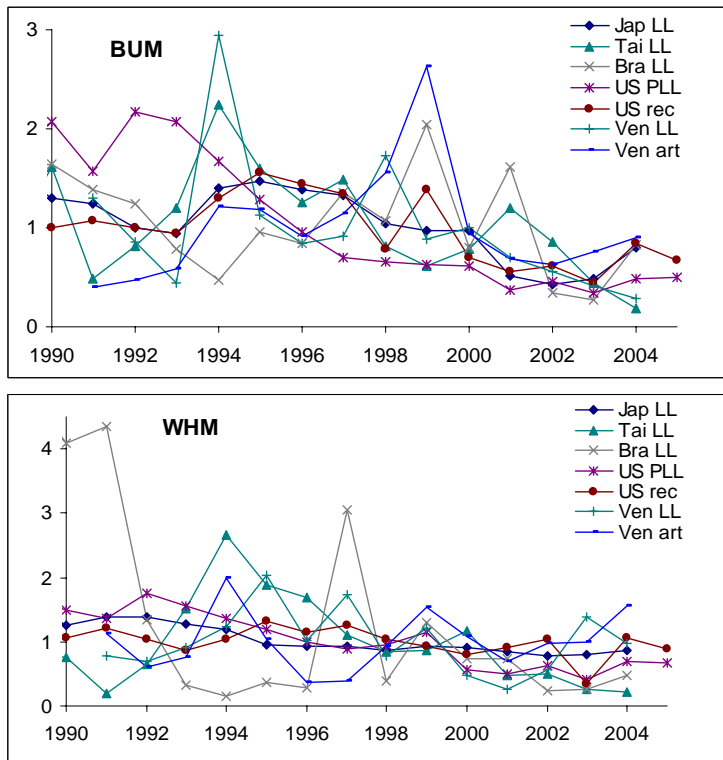 BUM
3
2
1
0
1990 1992 1994 1996 1998 2000 2002 2004
Jap LL
Tai LL
Bra LL
US PLL
US rec
Ven LL
Ven art
WHM
4
3
2
1
0
1990 1992 1994 1996 1998 2000 2002 2004
Jap LL
Tai LL
Bra LL
US PLL
US rec
Ven LL
Ven art